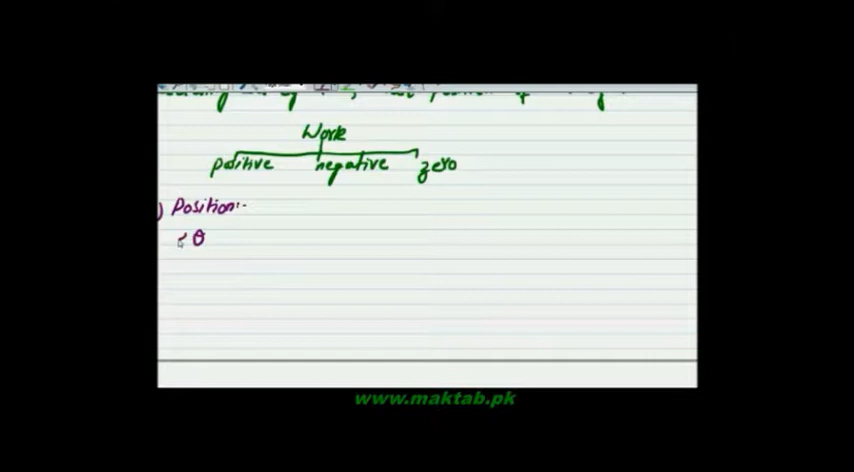 Work
positive negative zero
) Position:-
< θ
www.maktab.pk